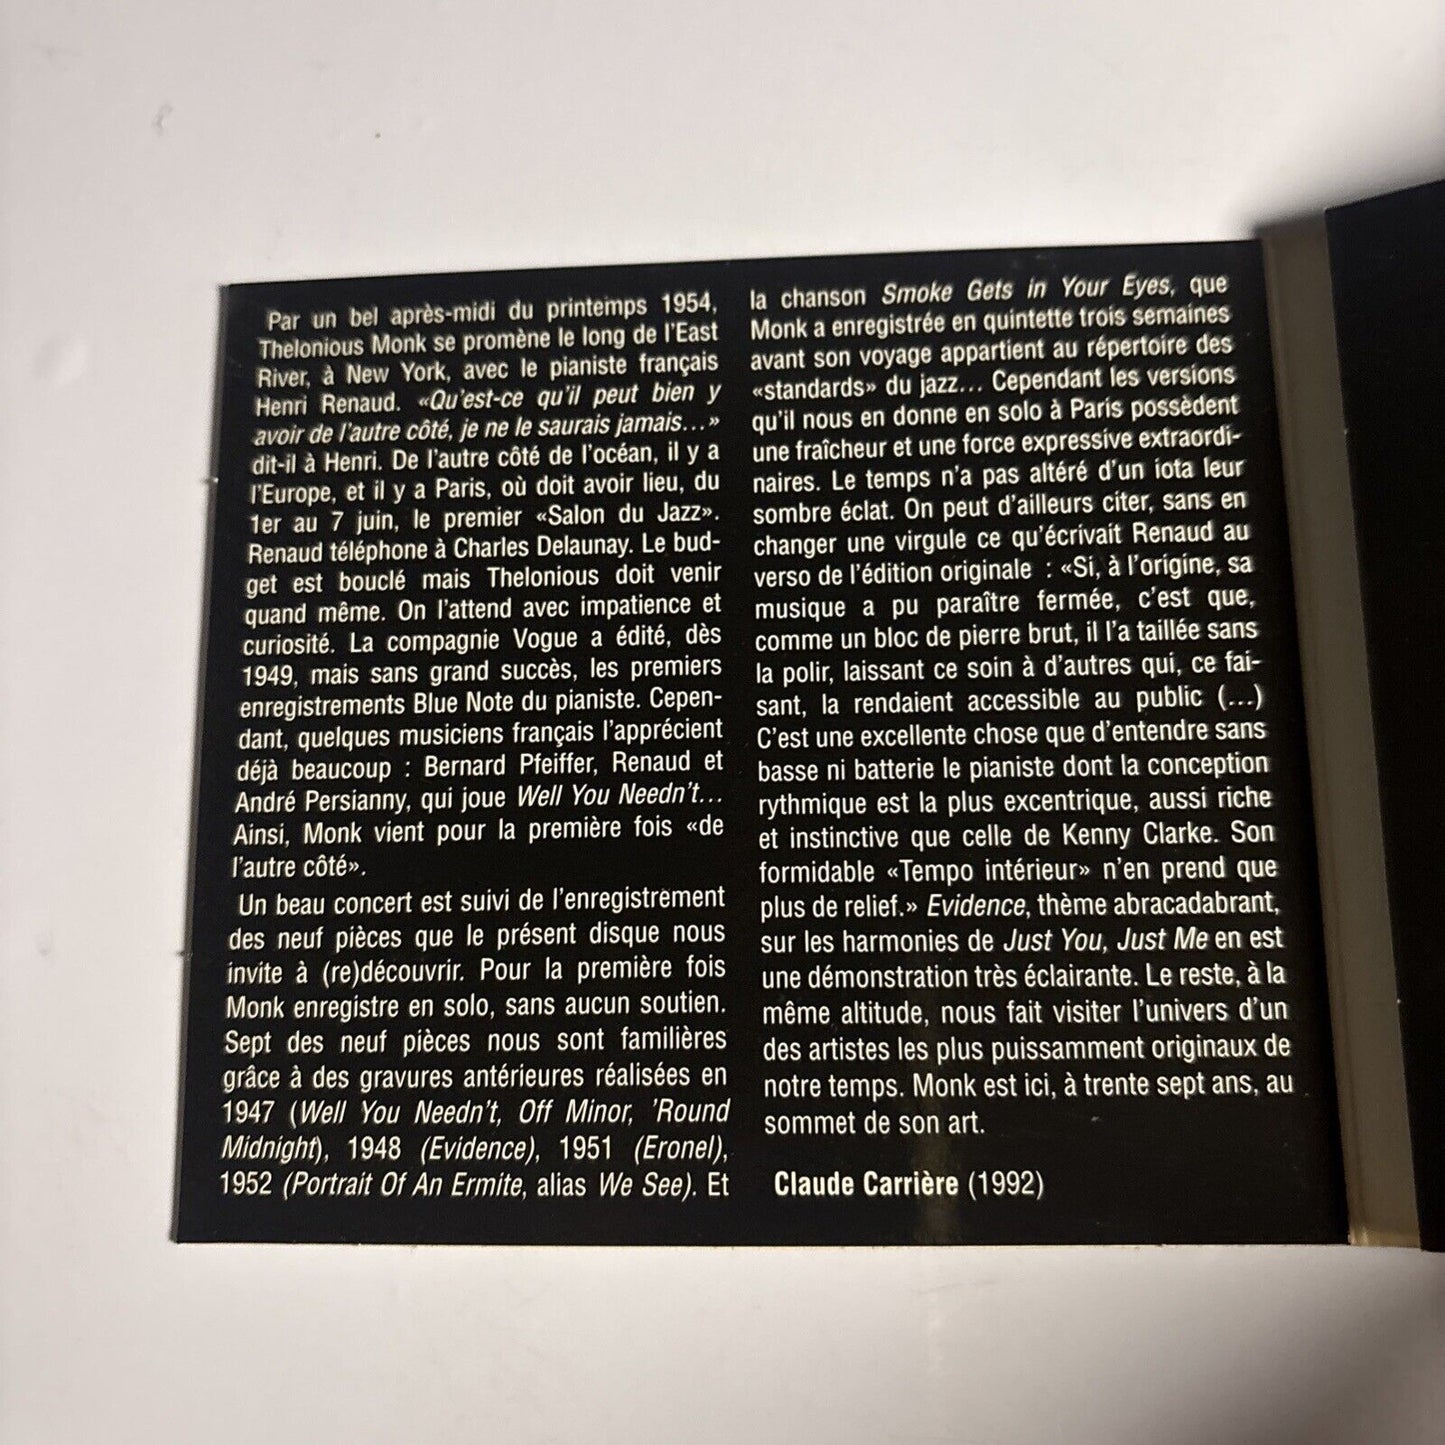 Par un bel après-midi du printemps 1954,
Thelonious Monk se promène le long de l'East
River, à New York, avec le pianiste français
Henri Renaud. «Qu'est-ce qu'il peut bien y
avoir de l'autre côté, je ne le saurais jamais...»
dit-il à Henri. De l'autre côté de l'océan, il y a
l'Europe, et il y a Paris, où doit avoir lieu, du
1er au 7 juin, le premier «Salon du Jazz».
Renaud téléphone à Charles Delaunay. Le bud-
get est bouclé mais Thelonious doit venir
quand même. On l'attend avec impatience et
curiosité. La compagnie Vogue a édité, dès
1949, mais sans grand succès, les premiers
enregistrements Blue Note du pianiste. Cepen-
dant, quelques musiciens français l'apprécient
déjà beaucoup : Bernard Pfeiffer, Renaud et
André Persianny, qui joue Well You Needn't...
Ainsi, Monk vient pour la première fois «de
l'autre côté».
Un beau concert est suivi de l'enregistrement
des neuf pièces que le présent disque nous
invite à (re)découvrir. Pour la première fois
Monk enregistre en solo, sans aucun soutien.
Sept des neuf pièces nous sont familières
grâce à des gravures antérieures réalisées en
1947 (Well You Needn't, Off Minor, 'Round
Midnight), 1948 (Evidence), 1951 (Eronel),
1952 (Portrait Of An Ermite, alias We See). Et
la chanson Smoke Gets in Your Eyes, que
Monk a enregistrée en quintette trois semaines
avant son voyage appartient au répertoire des
«standards» du jazz... Cependant les versions
qu'il nous en donne en solo à Paris possèdent
une fraîcheur et une force expressive extraordi-
naires. Le temps n'a pas altéré d'un iota leur
sombre éclat. On peut d'ailleurs citer, sans en
changer une virgule ce qu'écrivait Renaud au
verso de l'édition originale : «Si, à l'origine, sa
musique a pu paraître fermée, c'est que,
comme un bloc de pierre brut, il l'a taillée sans
la polir, laissant ce soin à d'autres qui, ce fai-
sant, la rendaient accessible au public (...)
C'est une excellente chose que d'entendre sans
basse ni batterie le pianiste dont la conception
rythmique est la plus excentrique, aussi riche
et instinctive que celle de Kenny Clarke. Son
formidable «Tempo intérieur» n'en prend que
plus de relief.» Evidence, thème abracadabrant,
sur les harmonies de Just You, Just Me en est
une démonstration très éclairante. Le reste, à la
même altitude, nous fait visiter l'univers d'un
des artistes les plus puissamment originaux de
notre temps. Monk est ici, à trente sept ans, au
sommet de son art.
Claude Carrière (1992)